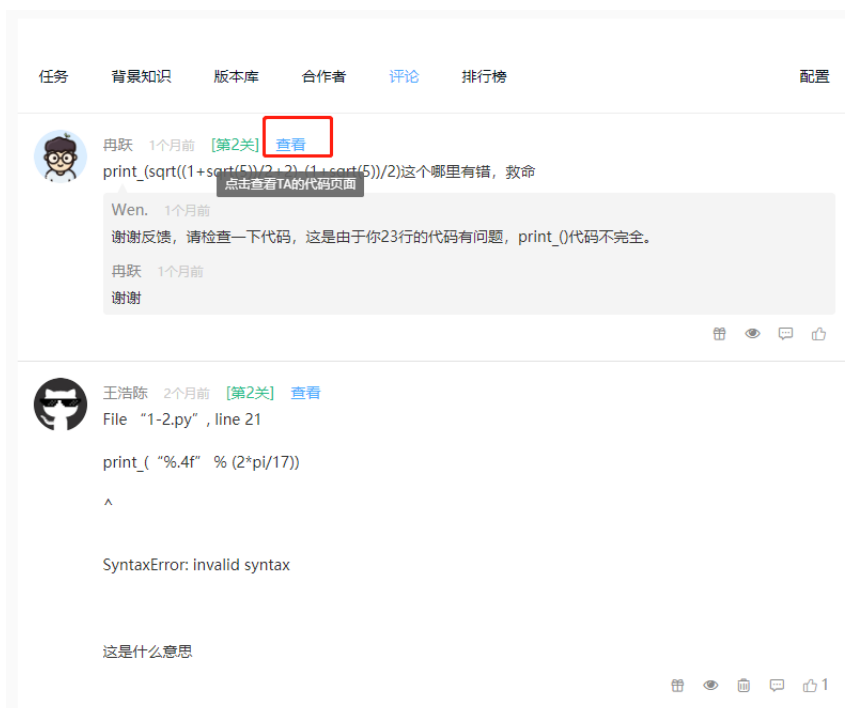 任务 背景知识 版本库 合作者 评论 排行榜 配置
冉跃 1个月前 [第2关] 查看
print_(sqrt((1+sqrt(5))/2+2)-(1+sqrt(5))/2)这个哪里有错，救命
点击查看TA的代码页面
Wen. 1个月前
谢谢反馈，请检查一下代码，这是由于你23行的代码有问题，print_()代码不完全。
冉跃 1个月前
谢谢
王浩陈 2个月前 [第2关] 查看
File “1-2.py”, line 21
print_( “%.4f” % (2*pi/17))
^
SyntaxError: invalid syntax
这是什么意思
1